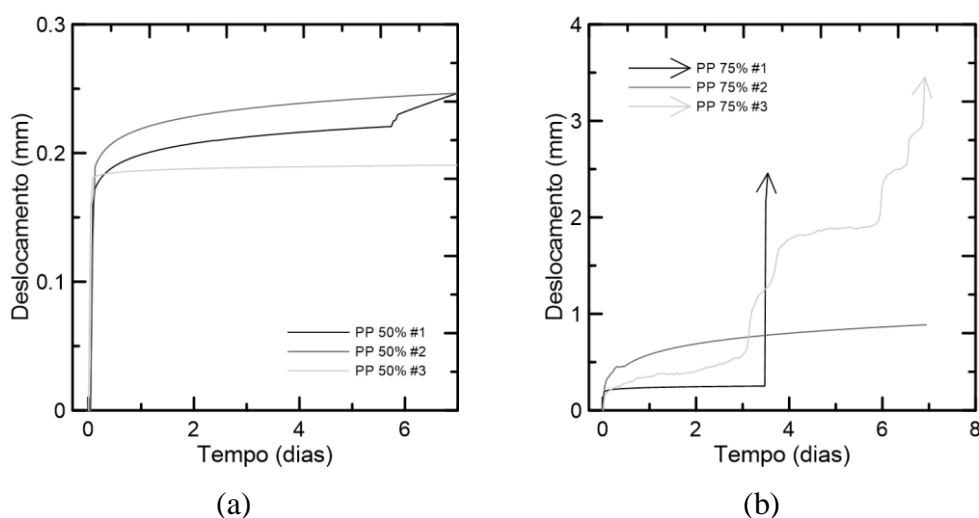 0.3
0.2
0.1
0
Deslocamento (mm)
PP 50% #1
PP 50% #2
PP 50% #3
0 2 4 6
Tempo (dias)
(a)
4
3
2
1
0
Deslocamento (mm)
PP 75% #1
PP 75% #2
PP 75% #3
0 2 4 6 8
Tempo (dias)
(b)